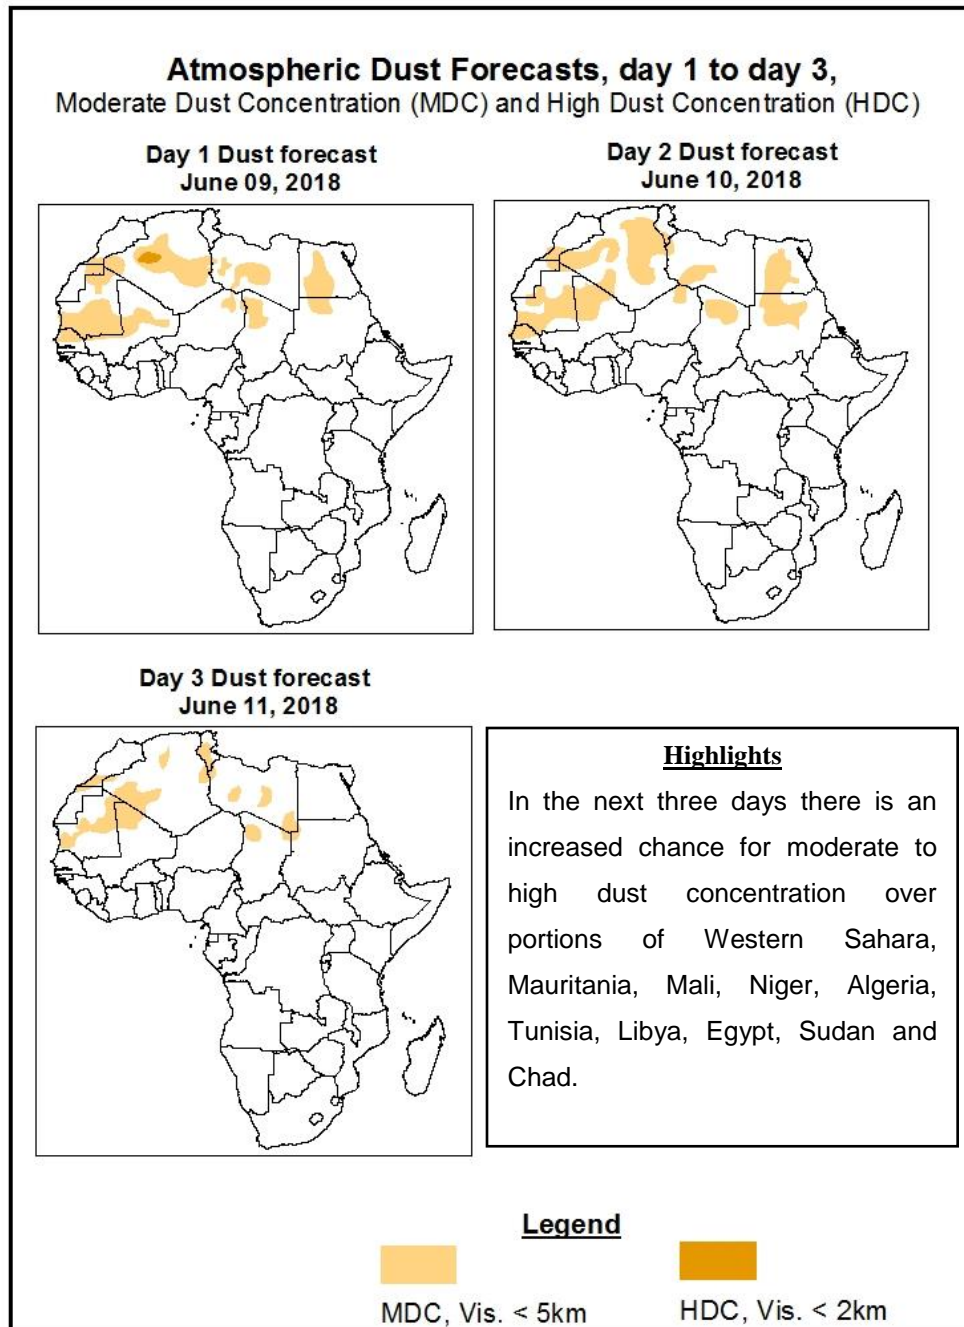 Atmospheric Dust Forecasts, day 1 to day 3,
Moderate Dust Concentration (MDC) and High Dust Concentration (HDC)
Day 1 Dust forecast
June 09, 2018
Day 2 Dust forecast
June 10, 2018
Day 3 Dust forecast
June 11, 2018
Highlights
In the next three days there is an
increased chance for moderate to
high dust concentration over
portions of Western Sahara,
Mauritania, Mali, Niger, Algeria,
Tunisia, Libya, Egypt, Sudan and
Chad.
Legend
MDC, Vis. < 5km
HDC, Vis. < 2km